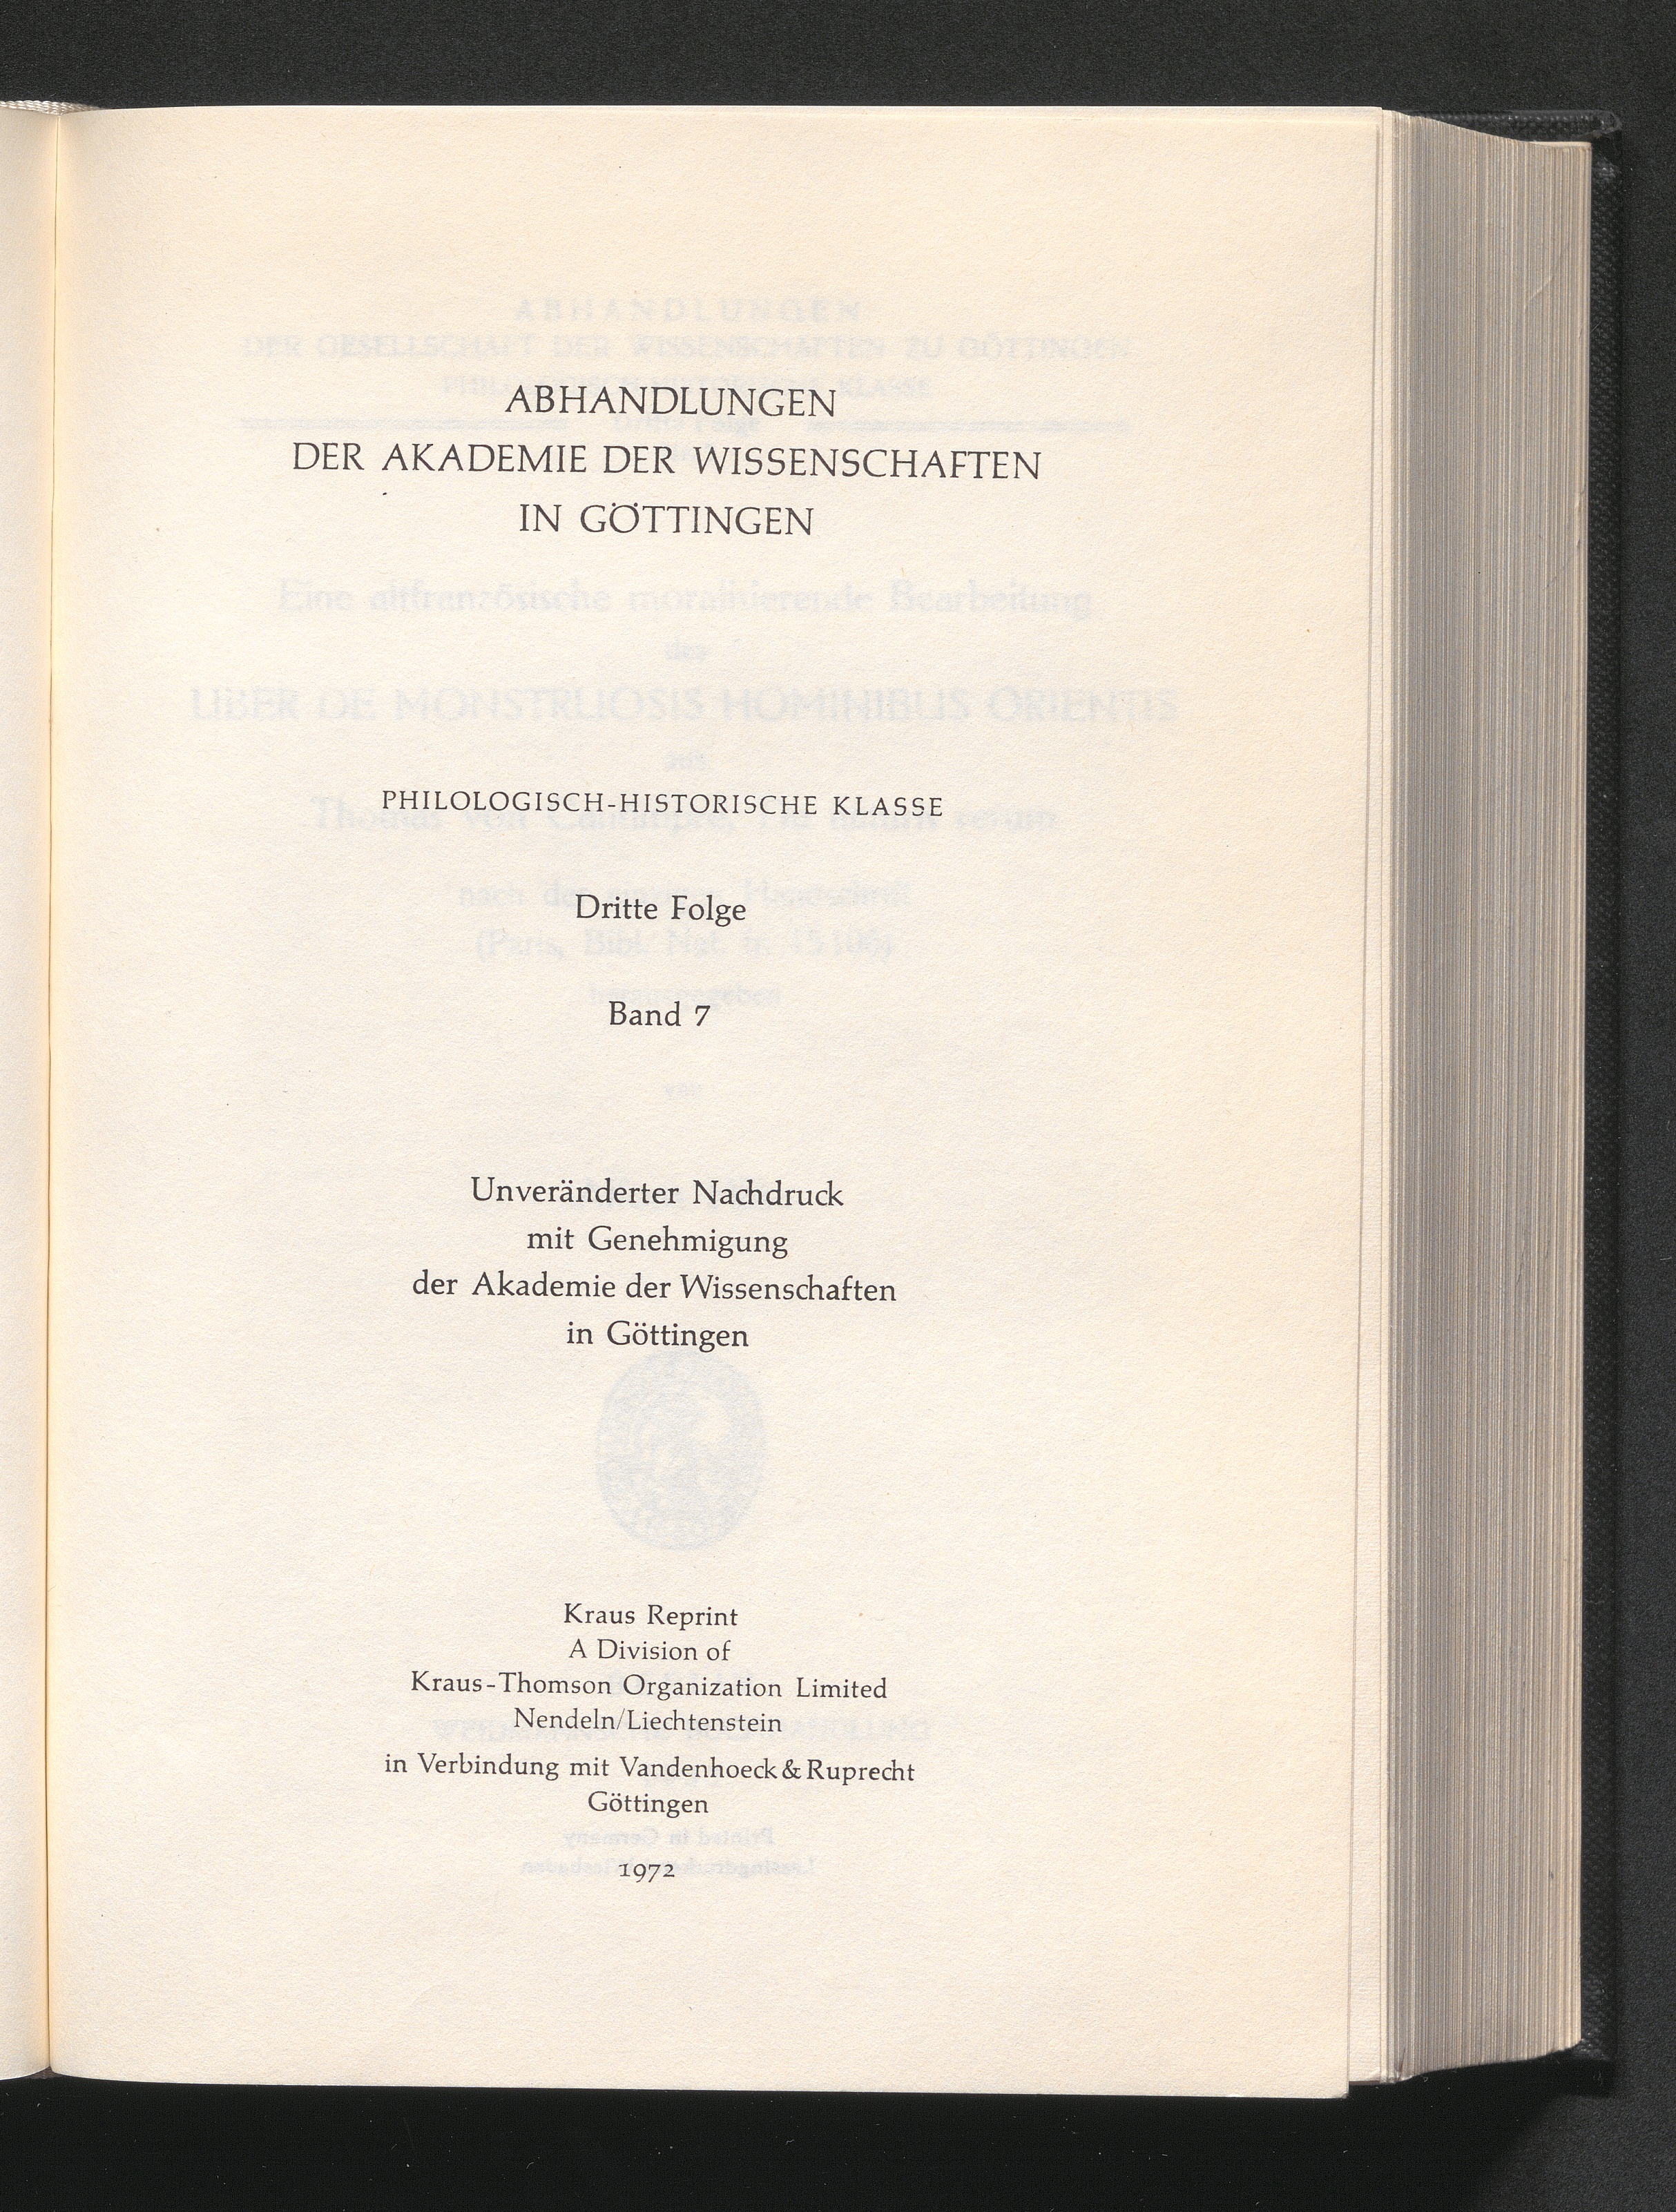 ABHANDLUNGEN
DER AKADEMIE DER WISSENSCHAFTEN
IN GÖTTINGEN
PHILOLOGISCH-HISTORISCHE KLASSE
Dritte Folge
Band 7
Unveränderter Nachdruck
mit Genehmigung
der Akademie der Wissenschaften
in Göttingen
Kraus Reprint
A Division of
Kraus-Thomson Organization Limited
Nendeln/Liechtenstein
in Verbindung mit Vandenhoeck & Ruprecht
Göttingen
1972